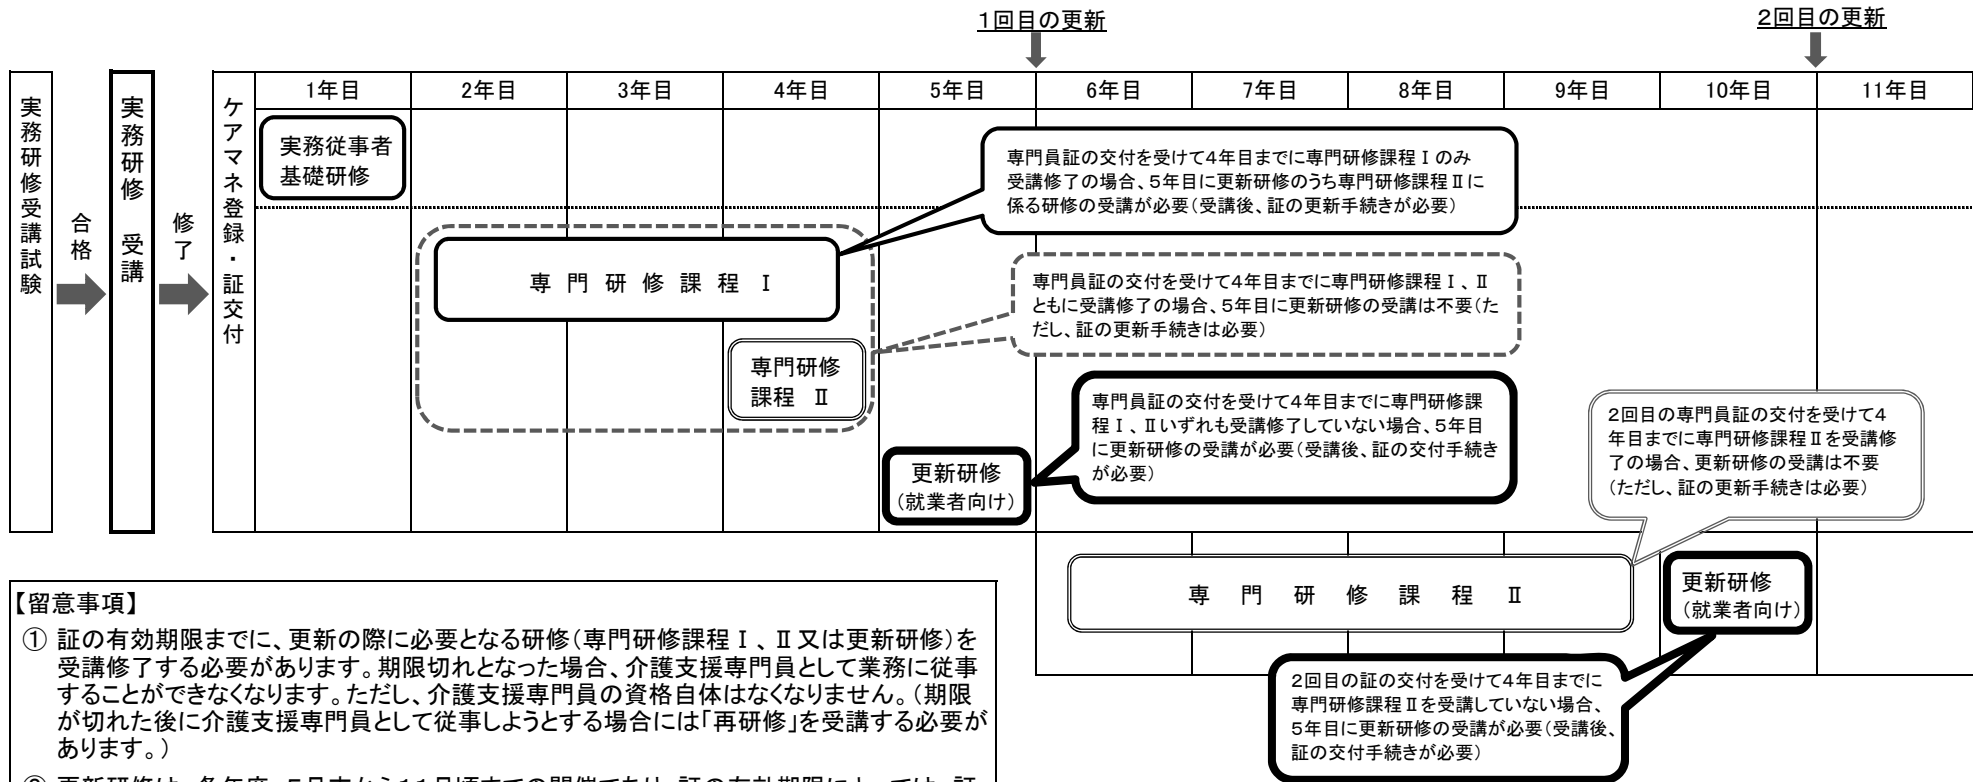 1回目の更新
2回目の更新
実務研修受講試験
合格
実務研修 受講
修了
ケアマネ登録・証交付
1年目
2年目
3年目
4年目
5年目
6年目
7年目
8年目
9年目
10年目
11年目
実務従事者
基礎研修
専門員証の交付を受けて4年目までに専門研修課程Ⅰのみ
受講修了の場合、5年目に更新研修のうち専門研修課程Ⅱに
係る研修の受講が必要(受講後、証の更新手続きが必要)
専門研修課程Ⅰ
専門員証の交付を受けて4年目までに専門研修課程Ⅰ、Ⅱ
ともに受講修了の場合、5年目に更新研修の受講は不要(た
だし、証の更新手続きは必要)
専門研修
課程 Ⅱ
専門員証の交付を受けて4年目までに専門研修課
程Ⅰ、Ⅱいずれも受講修了していない場合、5年目
に更新研修の受講が必要(受講後、証の交付手続き
が必要)
2回目の専門員証の交付を受けて4
年目までに専門研修課程Ⅱを受講修
了の場合、更新研修の受講は不要
(ただし、証の更新手続きは必要)
更新研修
(就業者向け)
専門研修課程Ⅱ
更新研修
(就業者向け)
2回目の証の交付を受けて4年目までに
専門研修課程Ⅱを受講していない場合、
5年目に更新研修の受講が必要(受講後、
証の交付手続きが必要)
【留意事項】
① 証の有効期限までに、更新の際に必要となる研修(専門研修課程Ⅰ、Ⅱ又は更新研修)を
受講修了する必要があります。期限切れとなった場合、介護支援専門員として業務に従事
することができなくなります。ただし、介護支援専門員の資格自体はなくなりません。(期限
が切れた後に介護支援専門員として従事しようとする場合には「再研修」を受講する必要が
あります。)